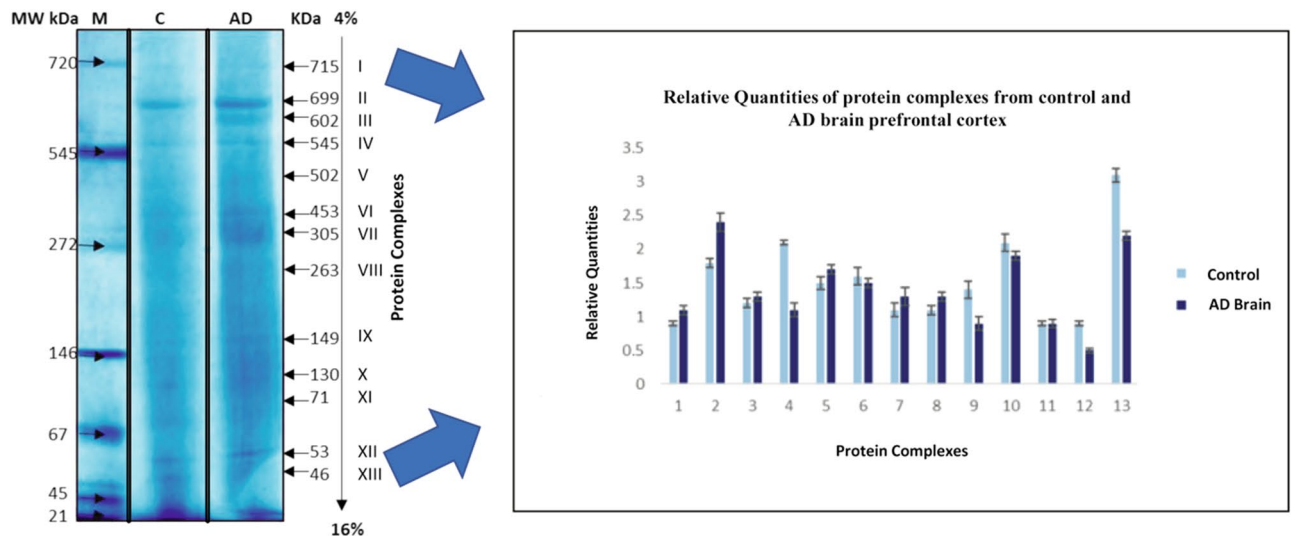 MW kDa M C AD KDa 4%
720 715 I
699 II
602 III
545 545 IV
502 V
453 VI
272 305 VII
263 VIII
149 IX
146 130 X
71 XI
67 53 XII
46 XIII
45
21
16%
Protein Complexes
Relative Quantities of protein complexes from control and
AD brain prefrontal cortex
3.5
3
2.5
2
1.5
1
0.5
0
Relative Quantities
1 2 3 4 5 6 7 8 9 10 11 12 13
Protein Complexes
Control
AD Brain